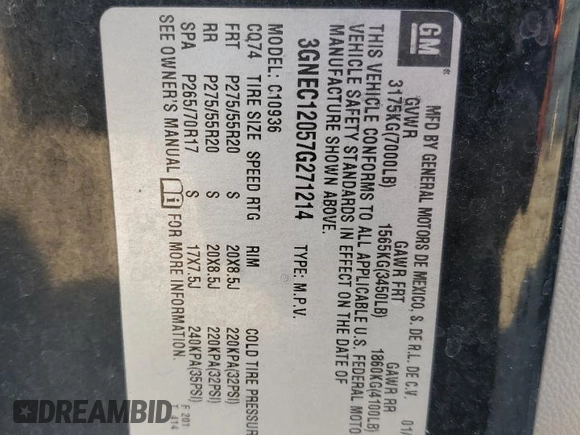 GM
MFD BY GENERAL MOTORS DE MEXICO, S. DE R.L. DE C.V. 01/
GVWR GAWR FRT GAWR RR
3175KG(7000LB) 1565KG(3450LB) 1860KG(4100LB)
THIS VEHICLE CONFORMS TO ALL APPLICABLE U.S. FEDERAL MOTO
VEHICLE SAFETY STANDARDS IN EFFECT ON THE DATE OF
MANUFACTURE SHOWN ABOVE.
3GNEC12057G271214 TYPE: M.P.V.
MODEL: C10936
CQ74 TIRE SIZE SPEED RTG RIM COLD TIRE PRESSUR
FRT P275/55R20 S 20X8.5J 220KPA(32PSI)
RR P275/55R20 S 20X8.5J 220KPA(32PSI)
SPA P265/70R17 S 17X7.5J 240KPA(35PSI)
SEE OWNER'S MANUAL FOR MORE INFORMATION.
F 201
T 414
DREAMBID